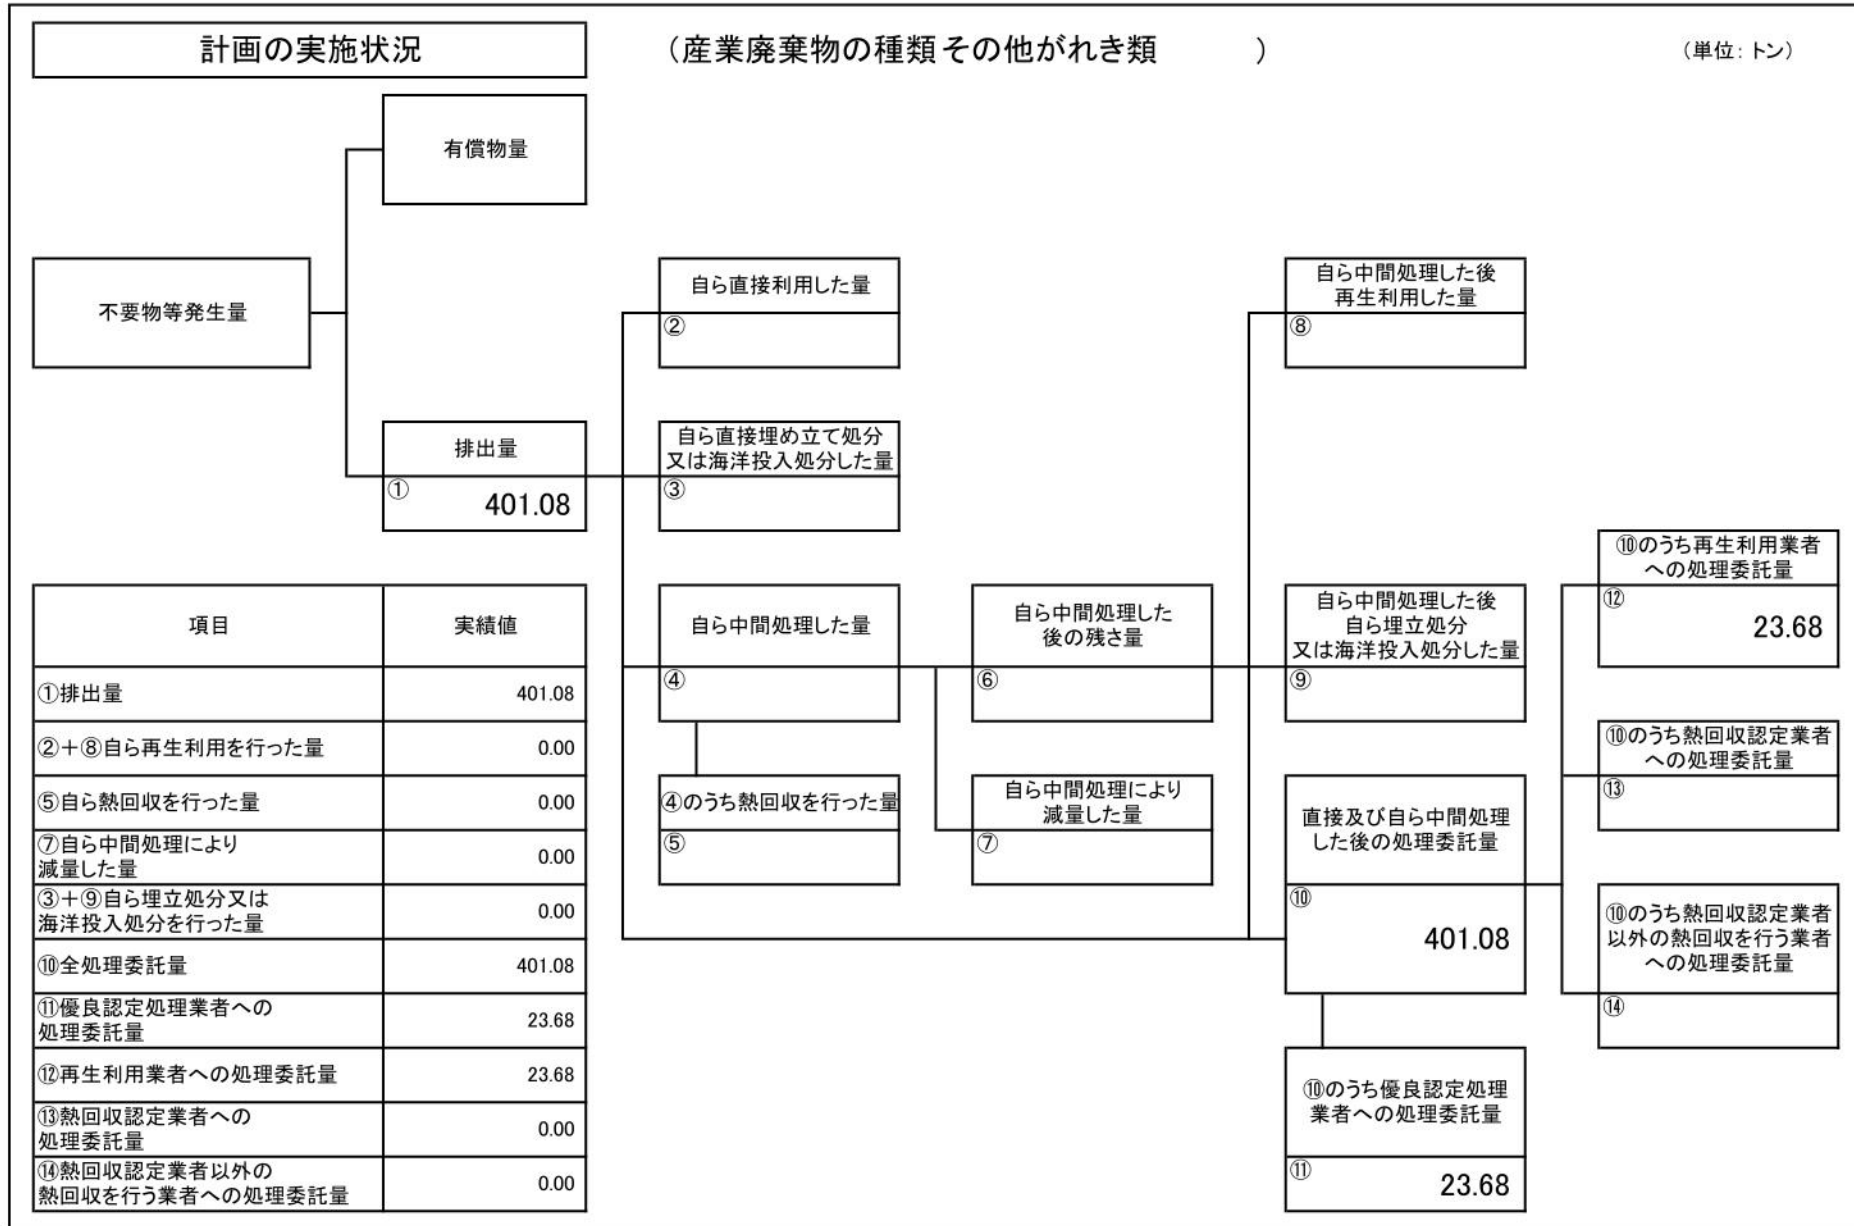 計画の実施状況
(産業廃棄物の種類その他がれき類 )
(単位:トン)
有償物量
不要物等発生量
自ら直接利用した量
②
自ら中間処理した後
再生利用した量
⑧
排出量
①
401.08
自ら直接埋め立て処分
又は海洋投入処分した量
③
⑩のうち再生利用業者
への処理委託量
⑫
23.68
自ら中間処理した量
④
自ら中間処理した
後の残さ量
⑥
自ら中間処理した後
自ら埋立処分
又は海洋投入処分した量
⑨
⑩のうち熱回収認定業者
への処理委託量
⑬
④のうち熱回収を行った量
⑤
自ら中間処理により
減量した量
⑦
直接及び自ら中間処理
した後の処理委託量
⑩
401.08
⑩のうち熱回収認定業者
以外の熱回収を行う業者
への処理委託量
⑭
⑩のうち優良認定処理
業者への処理委託量
⑪
23.68
項目 実績値
①排出量 401.08
②+⑧自ら再生利用を行った量 0.00
⑤自ら熱回収を行った量 0.00
⑦自ら中間処理により
減量した量 0.00
③+⑨自ら埋立処分又は
海洋投入処分を行った量 0.00
⑩全処理委託量 401.08
⑪優良認定処理業者への
処理委託量 23.68
⑫再生利用業者への処理委託量 23.68
⑬熱回収認定業者への
処理委託量 0.00
⑭熱回収認定業者以外の
熱回収を行う業者への処理委託量 0.00